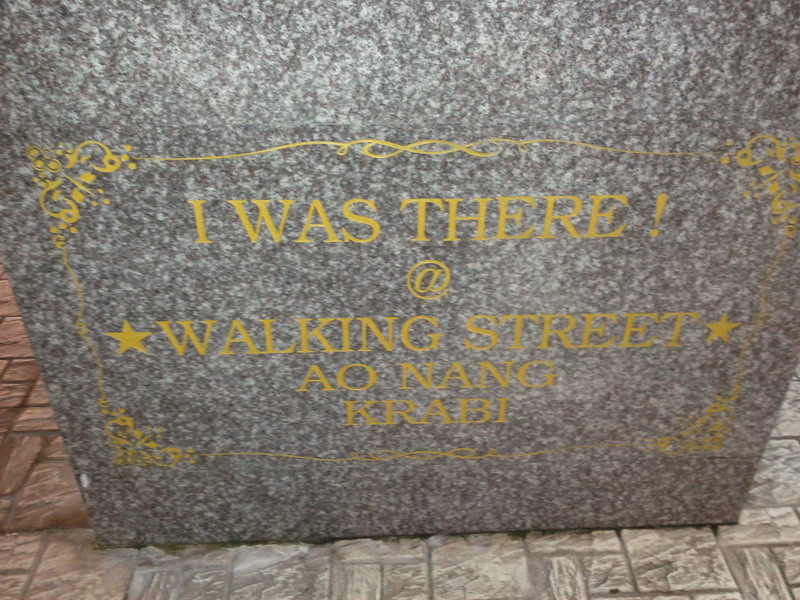 I WAS THERE !
@
★WALKING STREET★
AO NANG
KRABI